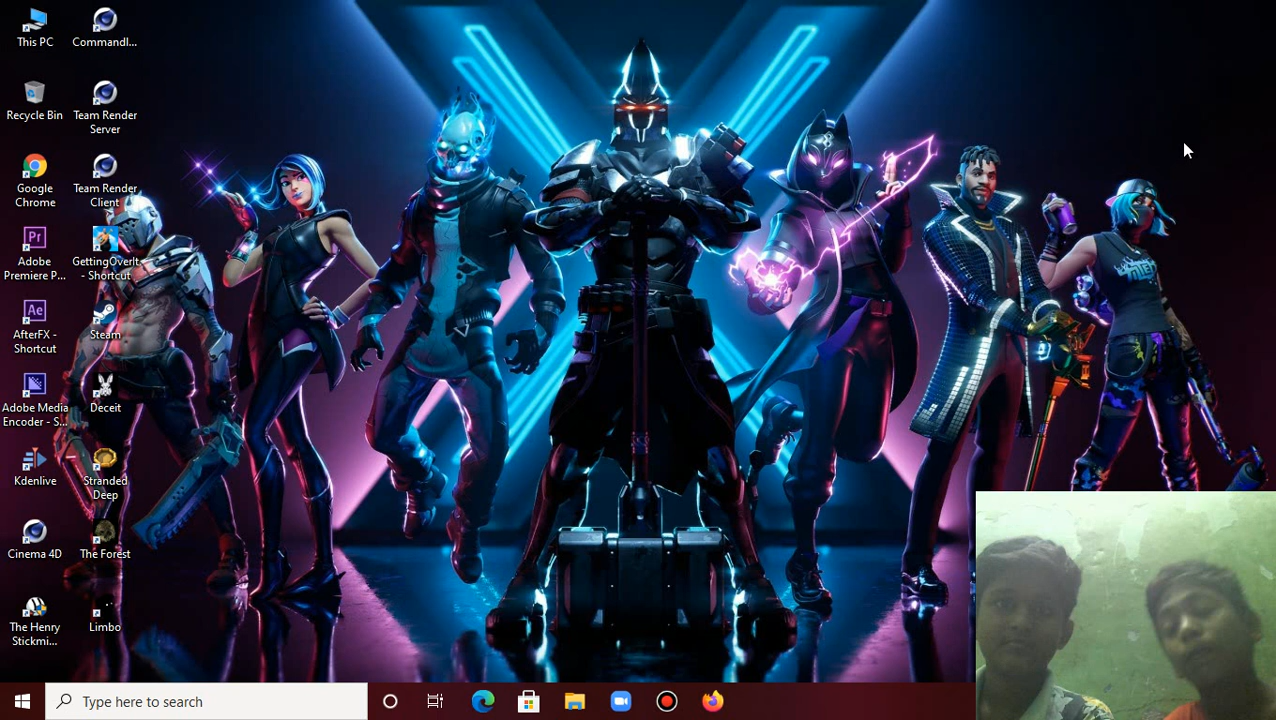 This PC
Commandl...
Recycle Bin
Team Render
Server
Google
Chrome
Team Render
Client
Adobe
Premiere P...
GettingOverIt
- Shortcut
AfterFX -
Shortcut
Steam
Adobe Media
Encoder - S...
Deceit
Kdenlive
Stranded
Deep
Cinema 4D
The Forest
The Henry
Stickmi...
Limbo
Pr
Ae
Type here to search